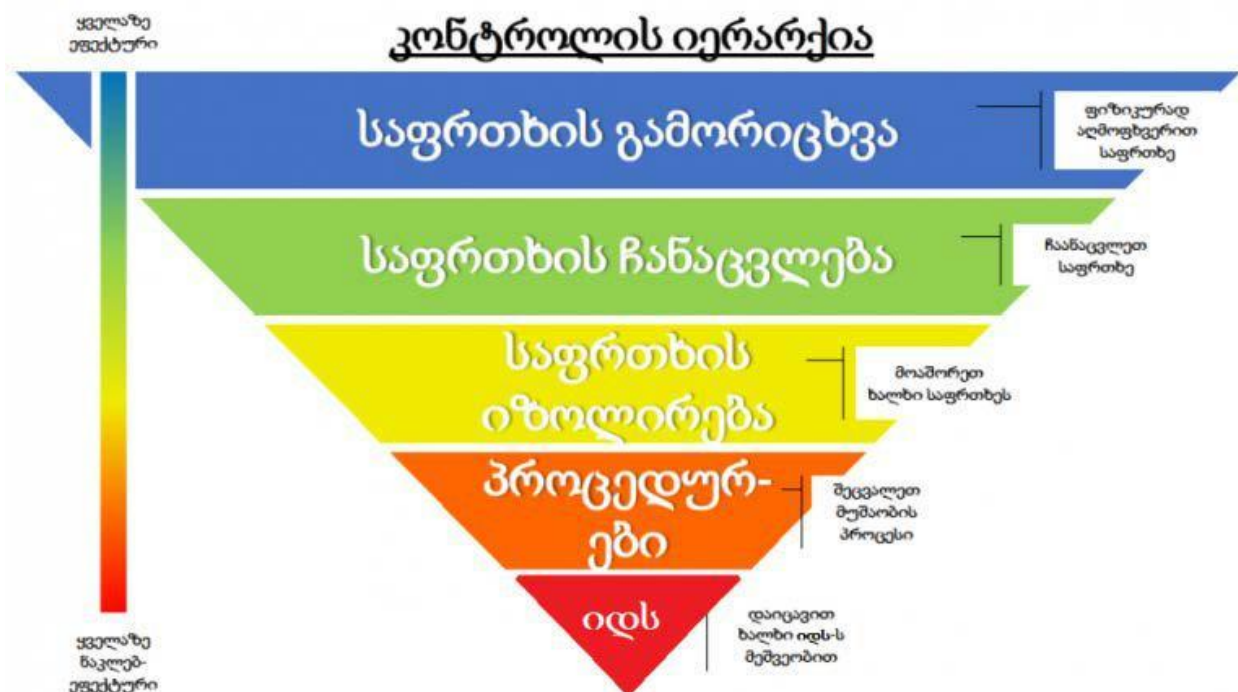 ყველაზე
ეფექტური
კონტროლის იერარქია
საფრთხის გამორიცხვა
ფიზიკურად
აღმოფხვერით
საფრთხე
საფრთხის ჩანაცვლება
ჩაანაცვლეთ
საფრთხე
საფრთხის
იზოლირება
მოაშორეთ
ხალხი საფრთხეს
პროცედურ-
ები
შეცვალეთ
მუშაობის
პროცესი
იდს
დაიცავით
ხალხი იდს-ს
მეშვეობით
ყველაზე
ნაკლებ-
ეფექტური